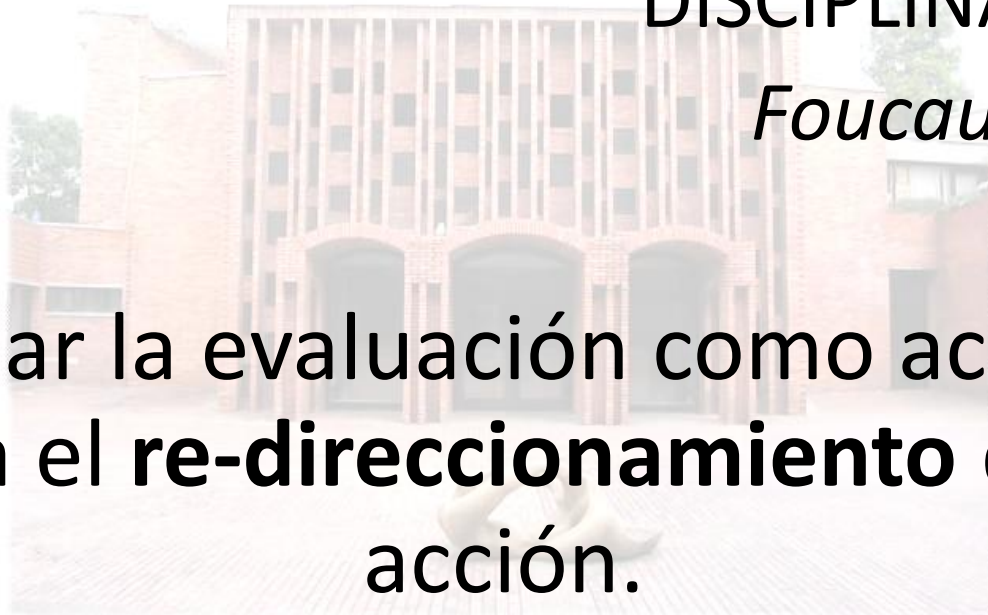 DISCIPLINA
Foucau
ar la evaluación como ac
el re-direccionamiento
acción.